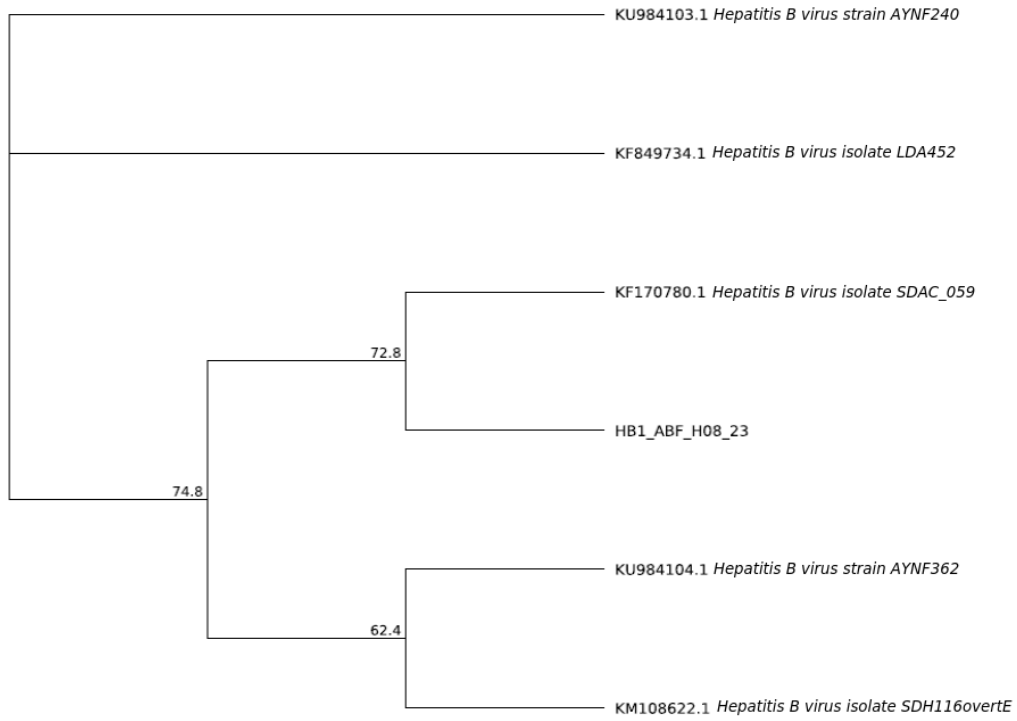 KU984103.1 Hepatitis B virus strain AYNF240
KF849734.1 Hepatitis B virus isolate LDA452
KF170780.1 Hepatitis B virus isolate SDAC_059
72.8
HB1_ABF_H08_23
74.8
KU984104.1 Hepatitis B virus strain AYNF362
62.4
KM108622.1 Hepatitis B virus isolate SDH116overtE